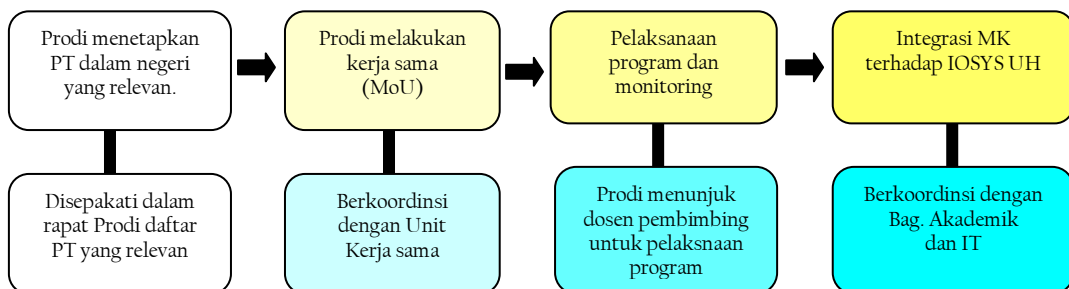 Prodi menetapkan
PT dalam negeri
yang relevan.
Prodi melakukan
kerja sama
(MoU)
Pelaksanaan
program dan
monitoring
Integrasi MK
terhadap IOSYS UH
Disepakati dalam
rapat Prodi daftar
PT yang relevan
Berkoordinsi
dengan Unit
Kerja sama
Prodi menunjuk
dosen pembimbing
untuk pelaksnaan
program
Berkoordinsi dengan
Bag. Akademik
dan IT